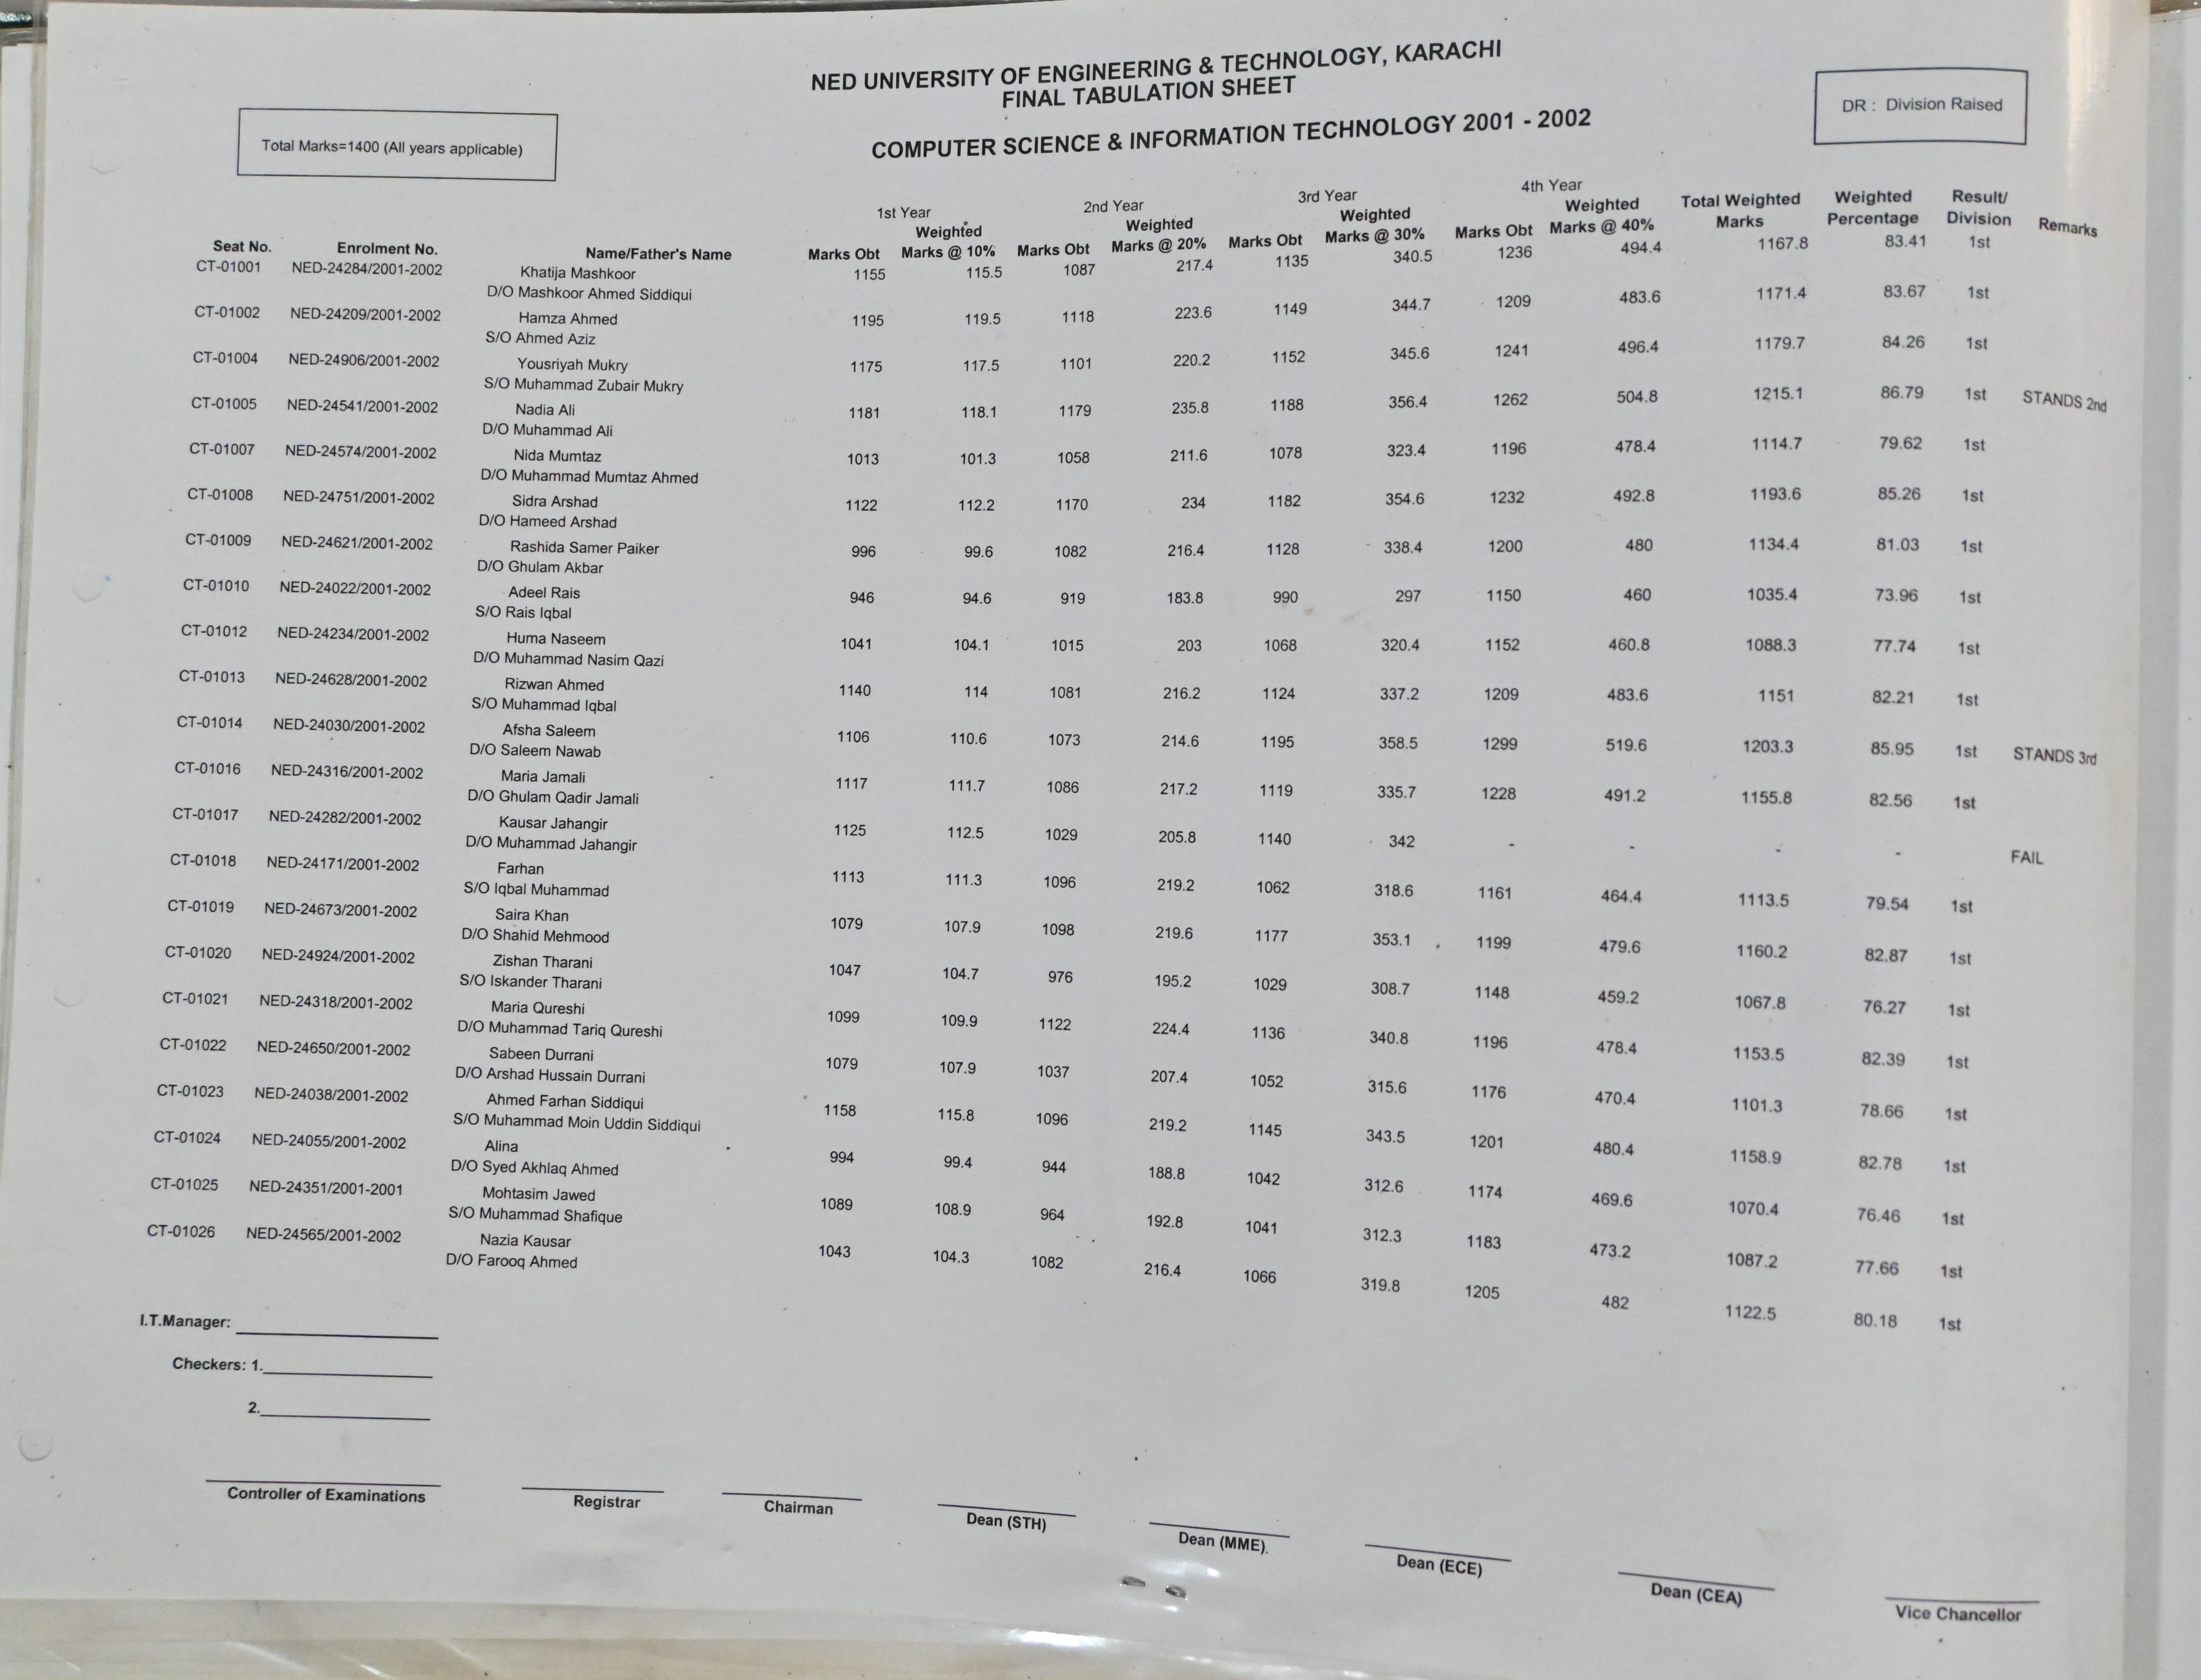 NED UNIVERSITY OF ENGINEERING & TECHNOLOGY, KARACHI
FINAL TABULATION SHEET
COMPUTER SCIENCE & INFORMATION TECHNOLOGY 2001 - 2002
Total Marks=1400 (All years applicable)
DR : Division Raised
1st Year 2nd Year 3rd Year 4th Year
Seat No. Enrolment No. Name/Father's Name Marks Obt Weighted Marks @ 10% Marks Obt Weighted Marks @ 20% Marks Obt Weighted Marks @ 30% Marks Obt Weighted Marks @ 40% Total Weighted Marks Weighted Percentage Result/ Division Remarks
CT-01001 NED-24284/2001-2002 Khatija Mashkoor 1155 115.5 1087 217.4 1135 340.5 1236 494.4 1167.8 83.41 1st
D/O Mashkoor Ahmed Siddiqui
CT-01002 NED-24209/2001-2002 Hamza Ahmed 1195 119.5 1118 223.6 1149 344.7 1209 483.6 1171.4 83.67 1st
S/O Ahmed Aziz
CT-01004 NED-24906/2001-2002 Yousriyah Mukry 1175 117.5 1101 220.2 1152 345.6 1241 496.4 1179.7 84.26 1st
S/O Muhammad Zubair Mukry
CT-01005 NED-24541/2001-2002 Nadia Ali 1181 118.1 1179 235.8 1188 356.4 1262 504.8 1215.1 86.79 1st STANDS 2nd
D/O Muhammad Ali
CT-01007 NED-24574/2001-2002 Nida Mumtaz 1013 101.3 1058 211.6 1078 323.4 1196 478.4 1114.7 79.62 1st
D/O Muhammad Mumtaz Ahmed
CT-01008 NED-24751/2001-2002 Sidra Arshad 1122 112.2 1170 234 1182 354.6 1232 492.8 1193.6 85.26 1st
D/O Hameed Arshad
CT-01009 NED-24621/2001-2002 Rashida Samer Paiker 996 99.6 1082 216.4 1128 338.4 1200 480 1134.4 81.03 1st
D/O Ghulam Akbar
CT-01010 NED-24022/2001-2002 Adeel Rais 946 94.6 919 183.8 990 297 1150 460 1035.4 73.96 1st
S/O Rais Iqbal
CT-01012 NED-24234/2001-2002 Huma Naseem 1041 104.1 1015 203 1068 320.4 1152 460.8 1088.3 77.74 1st
D/O Muhammad Nasim Qazi
CT-01013 NED-24628/2001-2002 Rizwan Ahmed 1140 114 1081 216.2 1124 337.2 1209 483.6 1151 82.21 1st
S/O Muhammad Iqbal
CT-01014 NED-24030/2001-2002 Afsha Saleem 1106 110.6 1073 214.6 1195 358.5 1299 519.6 1203.3 85.95 1st STANDS 3rd
D/O Saleem Nawab
CT-01016 NED-24316/2001-2002 Maria Jamali 1117 111.7 1086 217.2 1119 335.7 1228 491.2 1155.8 82.56 1st
D/O Ghulam Qadir Jamali
CT-01017 NED-24282/2001-2002 Kausar Jahangir 1125 112.5 1029 205.8 1140 342 - - - - FAIL
D/O Muhammad Jahangir
CT-01018 NED-24171/2001-2002 Farhan 1113 111.3 1096 219.2 1062 318.6 1161 464.4 1113.5 79.54 1st
S/O Iqbal Muhammad
CT-01019 NED-24673/2001-2002 Saira Khan 1079 107.9 1098 219.6 1177 353.1 1199 479.6 1160.2 82.87 1st
D/O Shahid Mehmood
CT-01020 NED-24924/2001-2002 Zishan Tharani 1047 104.7 976 195.2 1029 308.7 1148 459.2 1067.8 76.27 1st
S/O Iskander Tharani
CT-01021 NED-24318/2001-2002 Maria Qureshi 1099 109.9 1122 224.4 1136 340.8 1196 478.4 1153.5 82.39 1st
D/O Muhammad Tariq Qureshi
CT-01022 NED-24650/2001-2002 Sabeen Durrani 1079 107.9 1037 207.4 1052 315.6 1176 470.4 1101.3 78.66 1st
D/O Arshad Hussain Durrani
CT-01023 NED-24038/2001-2002 Ahmed Farhan Siddiqui 1158 115.8 1096 219.2 1145 343.5 1201 480.4 1158.9 82.78 1st
S/O Muhammad Moin Uddin Siddiqui
CT-01024 NED-24055/2001-2002 Alina 994 99.4 944 188.8 1042 312.6 1174 469.6 1070.4 76.46 1st
D/O Syed Akhlaq Ahmed
CT-01025 NED-24351/2001-2001 Mohtasim Jawed 1089 108.9 964 192.8 1041 312.3 1183 473.2 1087.2 77.66 1st
S/O Muhammad Shafique
CT-01026 NED-24565/2001-2002 Nazia Kausar 1043 104.3 1082 216.4 1066 319.8 1205 482 1122.5 80.18 1st
D/O Farooq Ahmed
I.T.Manager:
Checkers: 1.
2.
Controller of Examinations Registrar Chairman Dean (STH) Dean (MME). Dean (ECE) Dean (CEA) Vice Chancellor